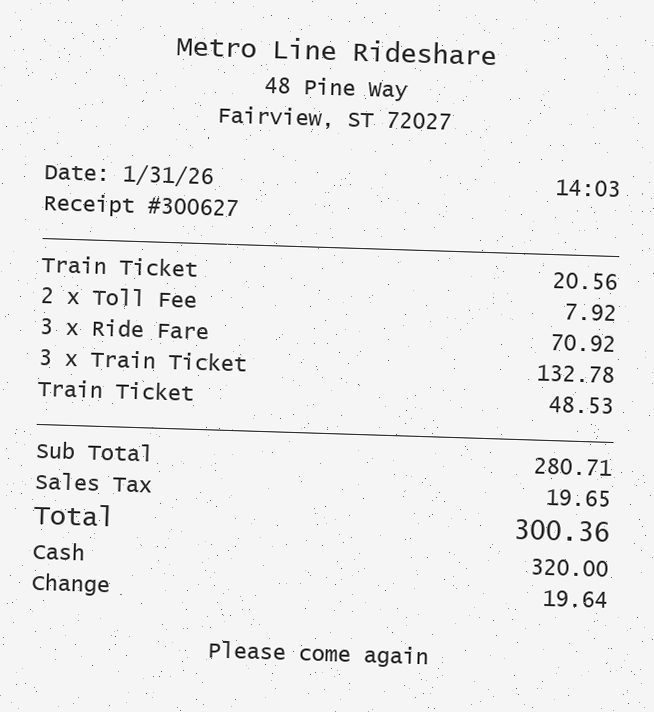 Metro Line Rideshare
48 Pine Way
Fairview, ST 72027
Date: 1/31/26 14:03
Receipt #300627
Train Ticket 20.56
2 x Toll Fee 7.92
3 x Ride Fare 70.92
3 x Train Ticket 132.78
Train Ticket 48.53
Sub Total 280.71
Sales Tax 19.65
Total 300.36
Cash 320.00
Change 19.64
Please come again